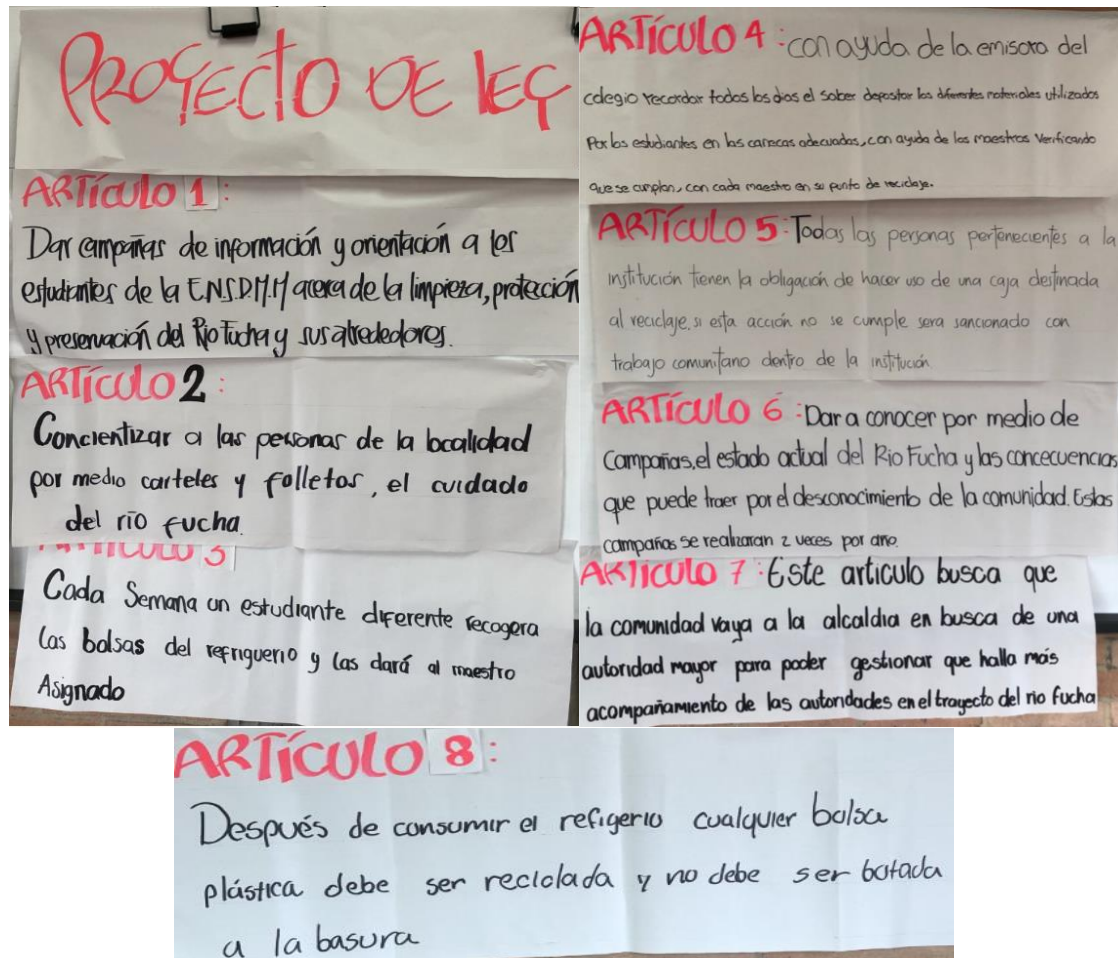 PROYECTO DE LEY
ARTÍCULO 1:
Dar campañas de información y orientación a los
estudiantes de la E.N.S.D.M.M acerca de la limpieza, protección
y preservación del Rio Fucha y sus alrededores.
ARTÍCULO 2:
Concientizar a las personas de la localidad
por medio carteles y folletos, el cuidado
del río fucha.
ARTÍCULO 3
Cada Semana un estudiante diferente recogera
las bolsas del refriguerio y las dará al maestro
Asignado
ARTÍCULO 4: con ayuda de la emisora del
colegio recordar todos los dias el saber depositar los diferentes materiales utilizados
Por los estudiantes en las canecas adecuadas, con ayuda de los maestros Verificando
que se cumplan, con cada maestro en su punto de reciclaje.
ARTÍCULO 5: Todas las personas pertenecientes a la
institución tienen la obligación de hacer uso de una caja destinada
al reciclaje. si esta acción no se cumple sera sancionado con
trabajo comunitario dentro de la institución.
ARTÍCULO 6: Dar a conocer por medio de
Campañas, el estado actual del Rio Fucha y las concecuencias
que puede traer por el desconocimiento de la comunidad. Estas
campañas se realizaran 2 veces por año.
ARTÍCULO 7: Este articulo busca que
la comunidad vaya a la alcaldia en busca de una
autoridad mayor para poder gestionar que halla más
acompañamiento de las autoridades en el trayecto del rio fucha
ARTÍCULO 8:
Después de consumir el refigerio cualquier bolsa
plástica debe ser reciclada y no debe ser botada
a la basura